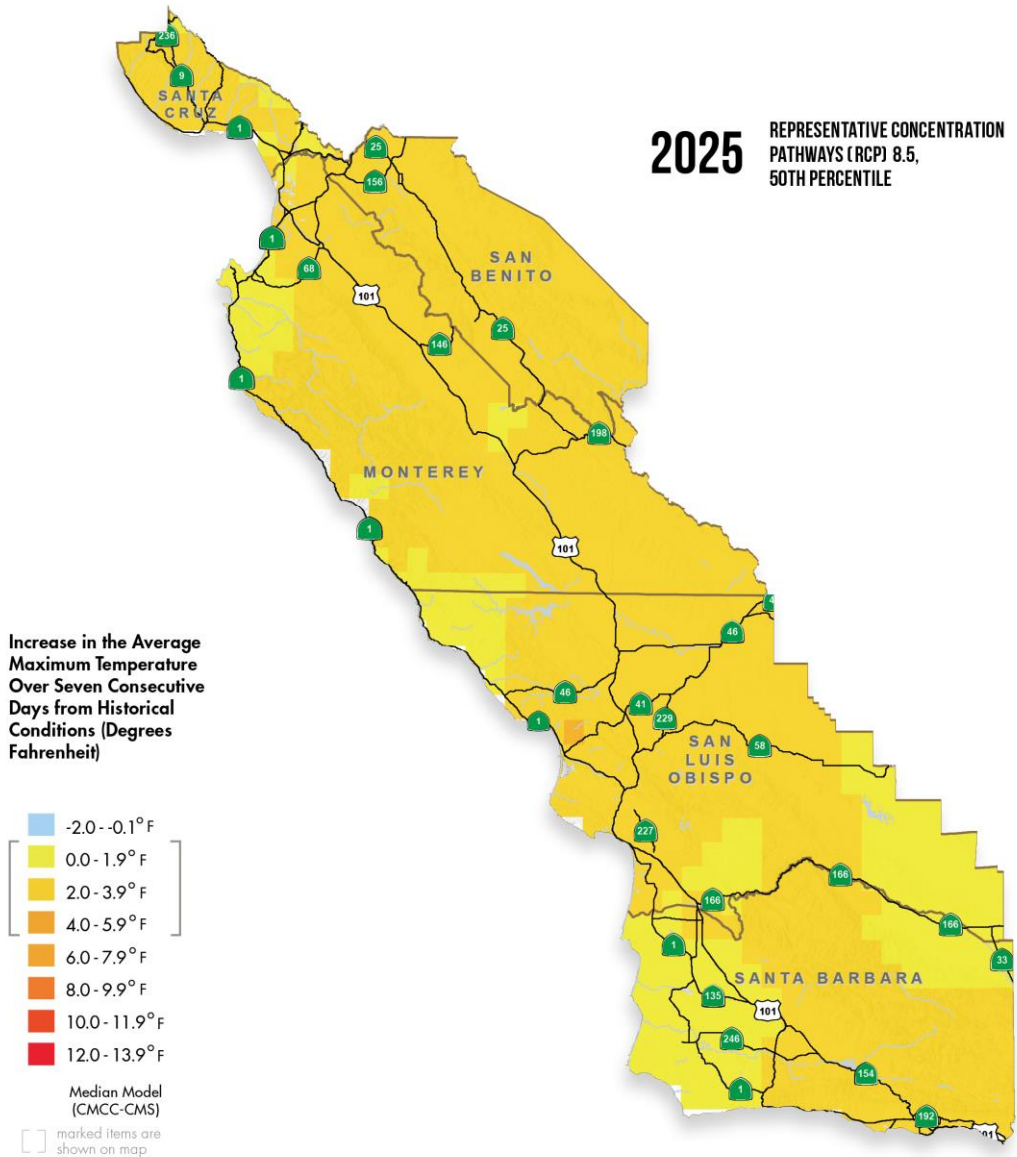 236
9
SANTA
CRUZ
1
25
156
2025
REPRESENTATIVE CONCENTRATION
PATHWAYS (RCP) 8.5,
50TH PERCENTILE
1
68
101
SAN
BENITO
25
146
1
198
MONTEREY
1
101
46
Increase in the Average
Maximum Temperature
Over Seven Consecutive
Days from Historical
Conditions (Degrees
Fahrenheit)
46
41
1
229
SAN
LUIS
OBISPO
58
-2.0 - -0.1° F
0.0 - 1.9° F
2.0 - 3.9° F
4.0 - 5.9° F
6.0 - 7.9° F
8.0 - 9.9° F
10.0 - 11.9° F
12.0 - 13.9° F
Median Model
(CMCC-CMS)
marked items are
shown on map
227
166
166
166
1
33
SANTA BARBARA
135
101
246
154
1
192
101